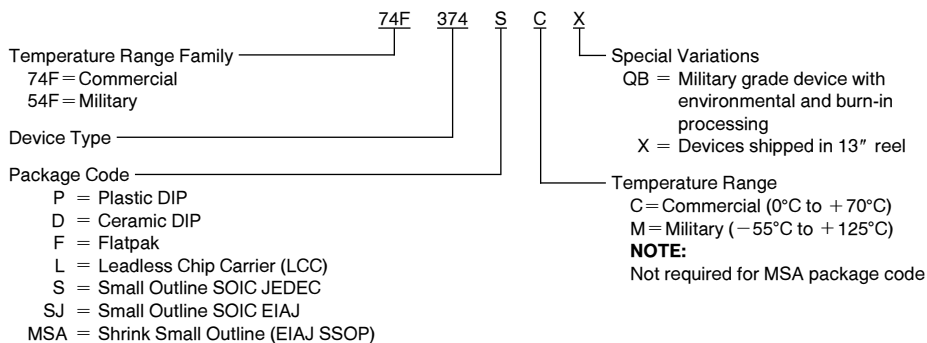 74F 374 S C X
Temperature Range Family
74F = Commercial
54F = Military
Device Type
Package Code
P = Plastic DIP
D = Ceramic DIP
F = Flatpak
L = Leadless Chip Carrier (LCC)
S = Small Outline SOIC JEDEC
SJ = Small Outline SOIC EIAJ
MSA = Shrink Small Outline (EIAJ SSOP)
Special Variations
QB = Military grade device with
environmental and burn-in
processing
X = Devices shipped in 13″ reel
Temperature Range
C = Commercial (0°C to +70°C)
M = Military (−55°C to +125°C)
NOTE:
Not required for MSA package code